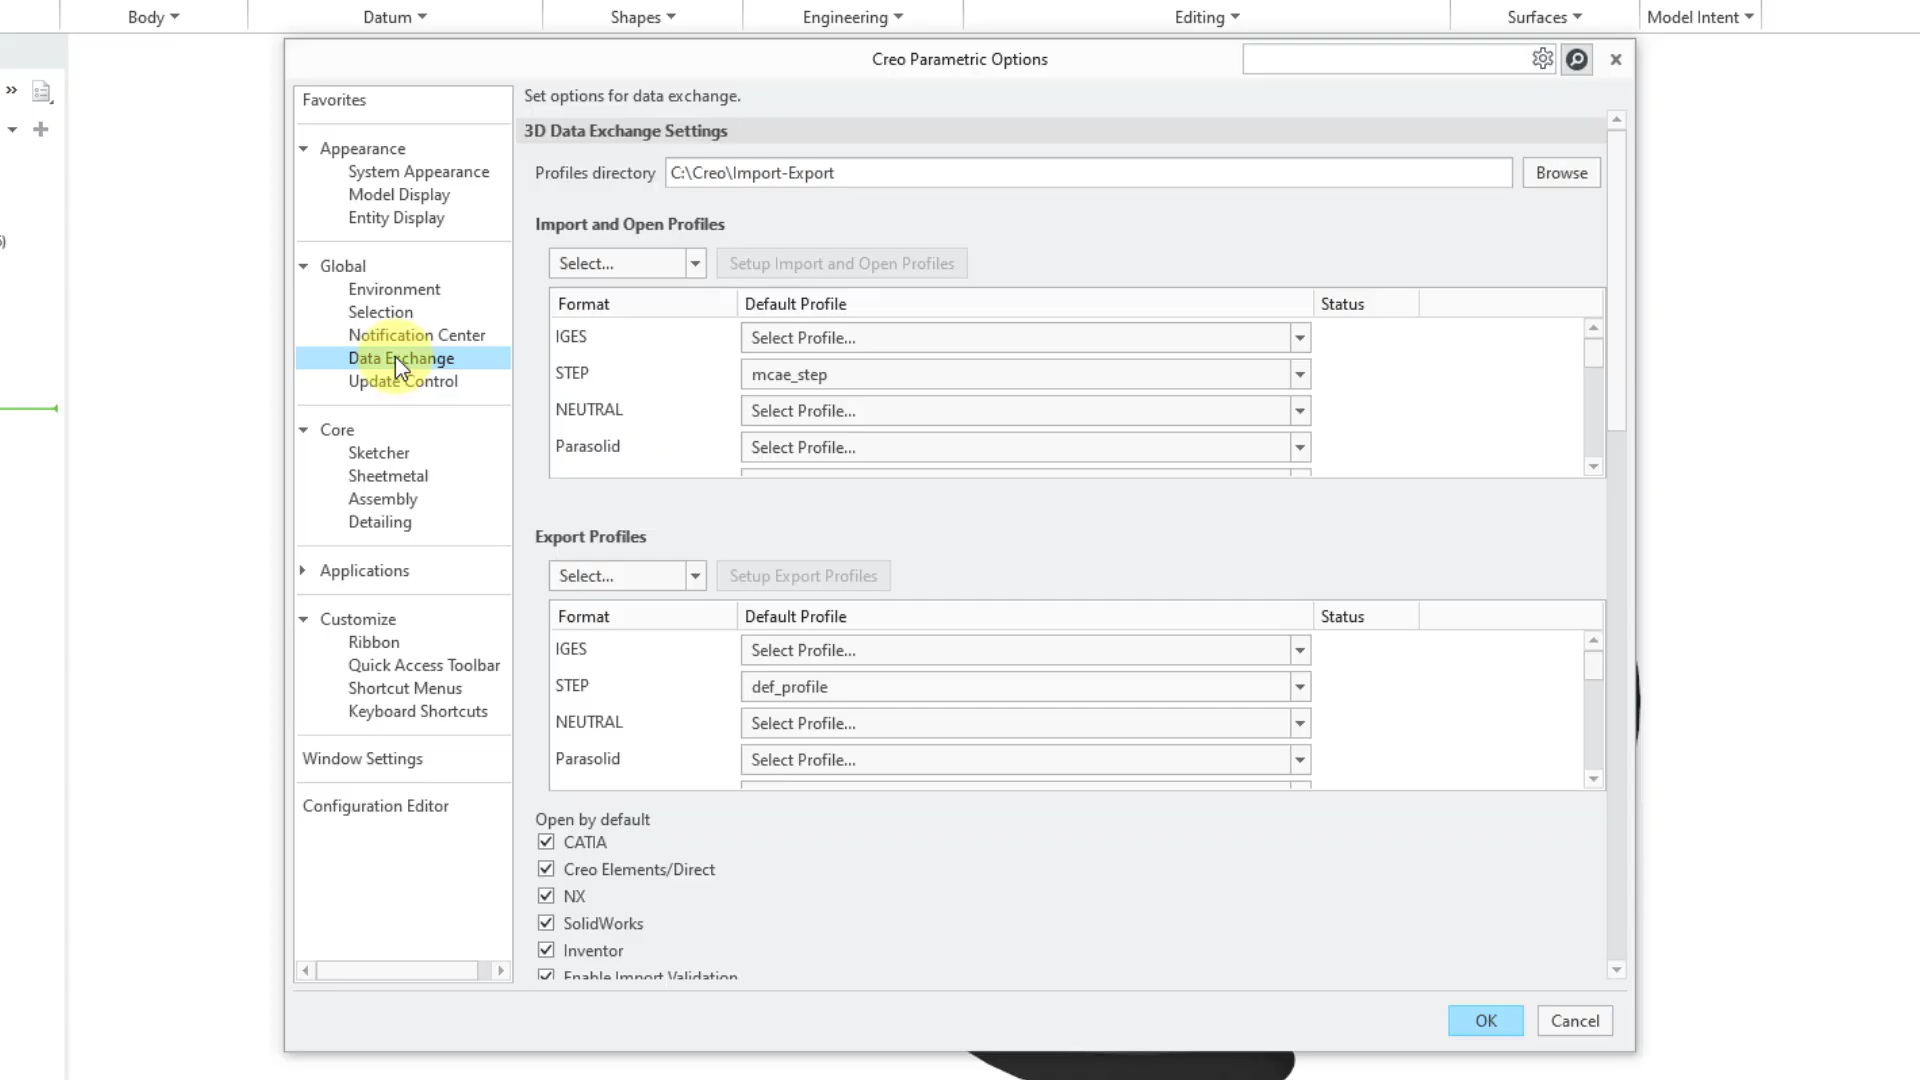 Body
Datum
Shapes
Engineering
Editing
Surfaces
Model Intent
Creo Parametric Options
Favorites
Appearance
System Appearance
Model Display
Entity Display
Global
Environment
Selection
Notification Center
Data Exchange
Update Control
Core
Sketcher
Sheetmetal
Assembly
Detailing
Applications
Customize
Ribbon
Quick Access Toolbar
Shortcut Menus
Keyboard Shortcuts
Window Settings
Configuration Editor
Set options for data exchange.
3D Data Exchange Settings
Profiles directory C:\Creo\Import-Export Browse
Import and Open Profiles
Select... Setup Import and Open Profiles
Format Default Profile Status
IGES Select Profile...
STEP mcae_step
NEUTRAL Select Profile...
Parasolid Select Profile...
Export Profiles
Select... Setup Export Profiles
Format Default Profile Status
IGES Select Profile...
STEP def_profile
NEUTRAL Select Profile...
Parasolid Select Profile...
Open by default
CATIA
Creo Elements/Direct
NX
SolidWorks
Inventor
Enable Import Validation
OK Cancel